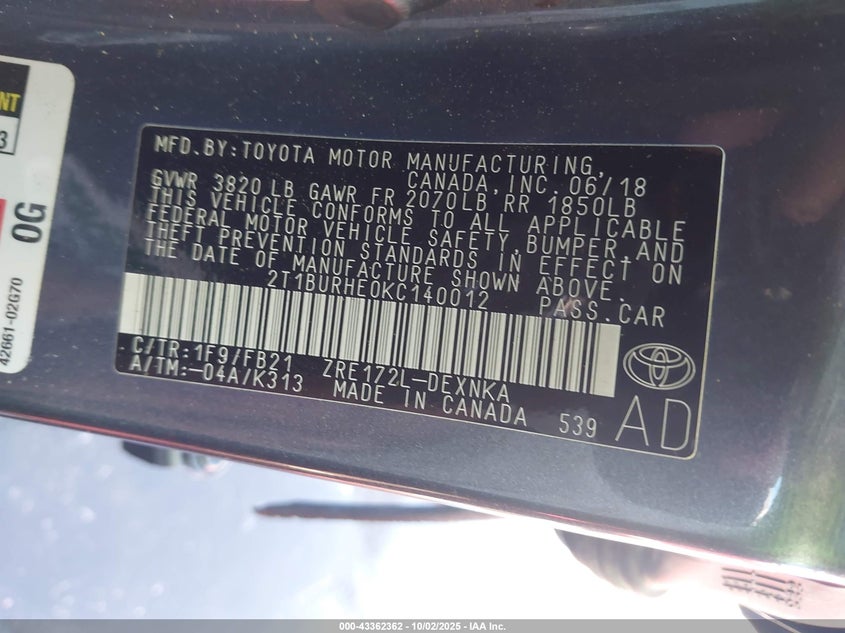 NT
3
0G
42661-02G70
MFD.BY:TOYOTA MOTOR MANUFACTURING,
CANADA, INC. 06/18
GVWR 3820 LB GAWR FR 2070LB RR 1850LB
THIS VEHICLE CONFORMS TO ALL APPLICABLE
FEDERAL MOTOR VEHICLE SAFETY,BUMPER,AND
THEFT PREVENTION STANDARDS IN EFFECT ON
THE DATE OF MANUFACTURE SHOWN ABOVE.
2T1BURHE0KC140012 PASS.CAR
C/TR:1F9/FB21 ZRE172L-DEXNKA
A/TM:-04A/K313 MADE IN CANADA 539
AD
000-43362362 - 10/02/2025 - IAA Inc.